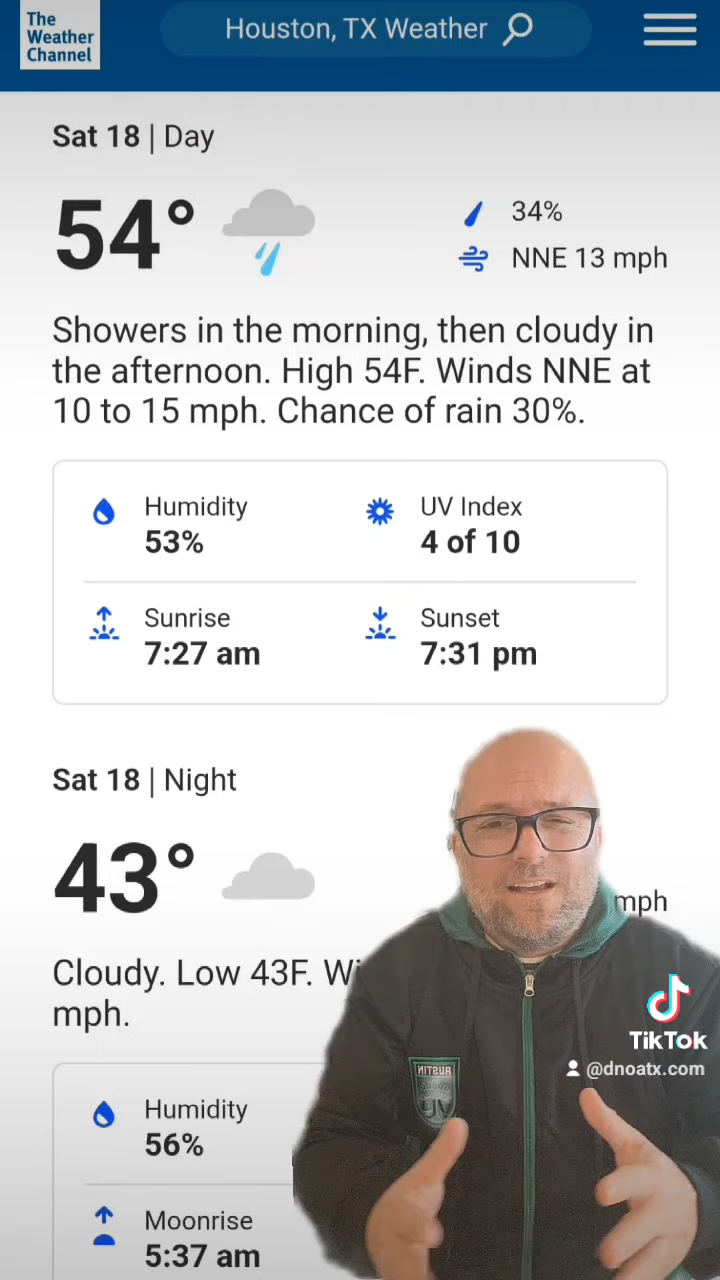 The
Weather
Channel
Houston, TX Weather
Sat 18 | Day
54°
34%
NNE 13 mph
Showers in the morning, then cloudy in
the afternoon. High 54F. Winds NNE at
10 to 15 mph. Chance of rain 30%.
Humidity
53%
UV Index
4 of 10
Sunrise
7:27 am
Sunset
7:31 pm
Sat 18 | Night
43°
mph
Cloudy. Low 43F. Wi
mph.
Humidity
56%
Moonrise
5:37 am
AUSTIN
TikTok
@dnoatx.com